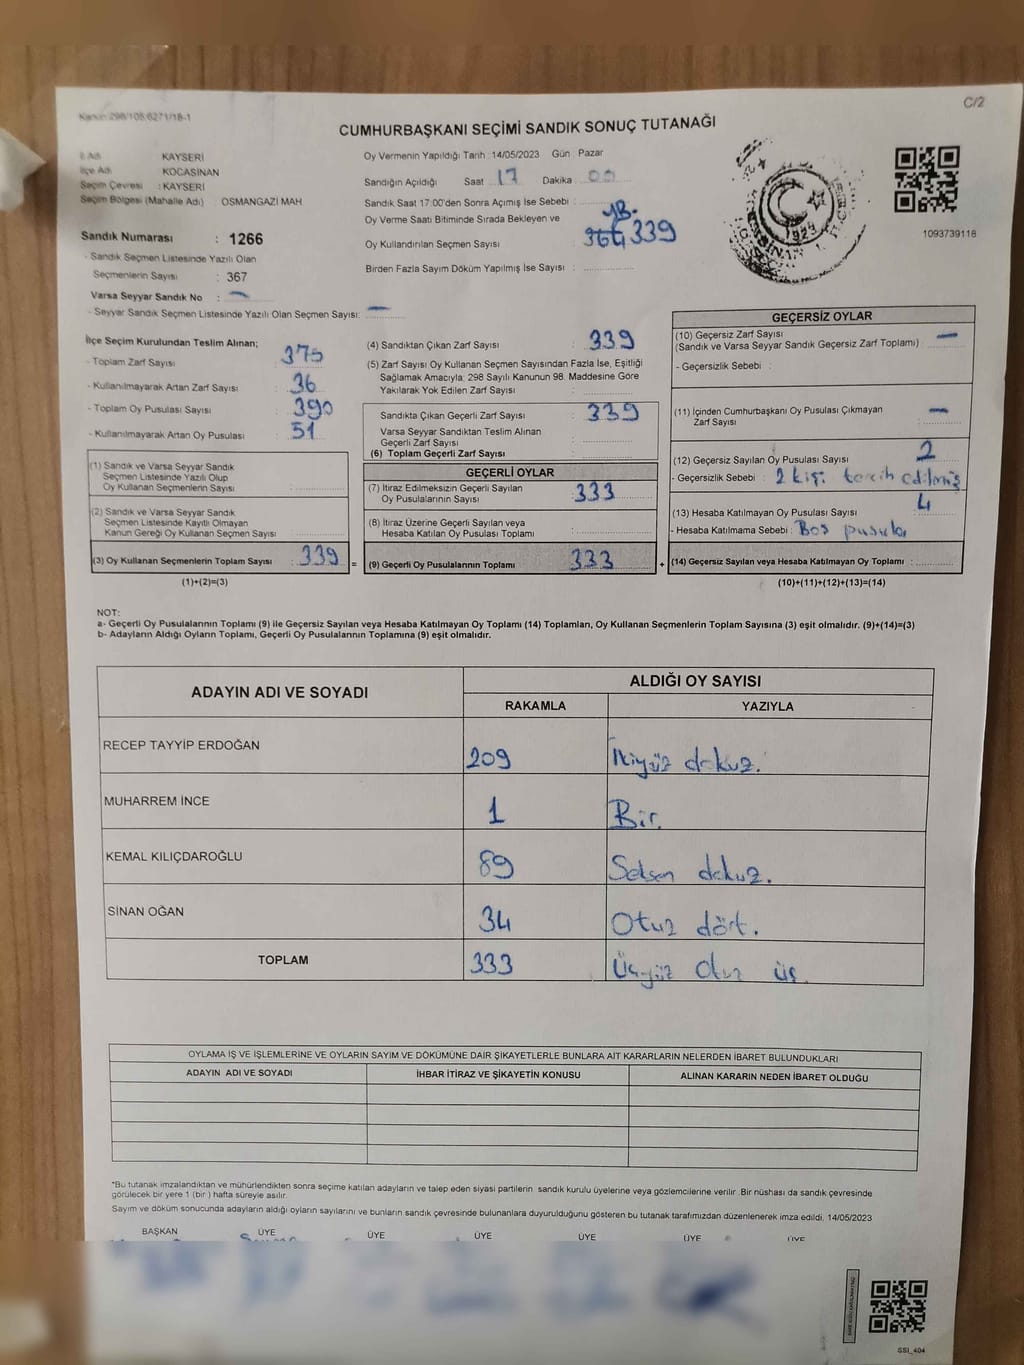 Kanun: 298/105,6271/18-1
C/2
CUMHURBAŞKANI SEÇİMİ SANDIK SONUÇ TUTANAĞI
İl Adı KAYSERİ
İlçe Adı KOCASİNAN
Seçim Çevresi : KAYSERİ
Seçim Bölgesi (Mahalle Adı) OSMANGAZİ MAH
Sandık Numarası : 1266
- Sandık Seçmen Listesinde Yazılı Olan
Seçmenlerin Sayısı : 367
Varsa Seyyar Sandık No : –
- Seyyar Sandık Seçmen Listesinde Yazılı Olan Seçmen Sayısı: –
Oy Vermenin Yapıldığı Tarih :14/05/2023 Gün : Pazar
Sandığın Açıldığı Saat : 17 Dakika : 00
Sandık Saat 17:00'den Sonra Açılmış İse Sebebi :
Oy Verme Saati Bitiminde Sırada Bekleyen ve
Oy Kullandırılan Seçmen Sayısı : 339
Birden Fazla Sayım Döküm Yapılmış İse Sayısı :
1929
1093739118
İlçe Seçim Kurulundan Teslim Alınan;
- Toplam Zarf Sayısı : 375
- Kullanılmayarak Artan Zarf Sayısı : 36
- Toplam Oy Pusulası Sayısı : 390
- Kullanılmayarak Artan Oy Pusulası : 51
(1) Sandık ve Varsa Seyyar Sandık
Seçmen Listesinde Yazılı Olup
Oy Kullanan Seçmenlerin Sayısı :
(2) Sandık ve Varsa Seyyar Sandık
Seçmen Listesinde Kayıtlı Olmayan
Kanun Gereği Oy Kullanan Seçmen Sayısı :
(3) Oy Kullanan Seçmenlerin Toplam Sayısı : 339
(1)+(2)=(3)
=
(4) Sandıktan Çıkan Zarf Sayısı : 339
(5) Zarf Sayısı Oy Kullanan Seçmen Sayısından Fazla İse, Eşitliği
Sağlamak Amacıyla; 298 Sayılı Kanunun 98. Maddesine Göre
Yakılarak Yok Edilen Zarf Sayısı :
Sandıkta Çıkan Geçerli Zarf Sayısı : 339
Varsa Seyyar Sandıktan Teslim Alınan
Geçerli Zarf Sayısı :
(6) Toplam Geçerli Zarf Sayısı :
GEÇERLİ OYLAR
(7) İtiraz Edilmeksizin Geçerli Sayılan
Oy Pusulalarının Sayısı : 333
(8) İtiraz Üzerine Geçerli Sayılan veya
Hesaba Katılan Oy Pusulası Toplamı :
(9) Geçerli Oy Pusulalarının Toplamı : 333
+
GEÇERSİZ OYLAR
(10) Geçersiz Zarf Sayısı
(Sandık ve Varsa Seyyar Sandık Geçersiz Zarf Toplamı) : –
- Geçersizlik Sebebi :
(11) İçinden Cumhurbaşkanı Oy Pusulası Çıkmayan
Zarf Sayısı : –
(12) Geçersiz Sayılan Oy Pusulası Sayısı : 2
- Geçersizlik Sebebi : 2 kişi tercih edilmiş
(13) Hesaba Katılmayan Oy Pusulası Sayısı : 4
- Hesaba Katılmama Sebebi : Boş pusula
(14) Geçersiz Sayılan veya Hesaba Katılmayan Oy Toplamı :
(10)+(11)+(12)+(13)=(14)
NOT:
a- Geçerli Oy Pusulalarının Toplamı (9) ile Geçersiz Sayılan veya Hesaba Katılmayan Oy Toplamı (14) Toplamları, Oy Kullanan Seçmenlerin Toplam Sayısına (3) eşit olmalıdır. (9)+(14)=(3)
b- Adayların Aldığı Oyların Toplamı, Geçerli Oy Pusulalarının Toplamına (9) eşit olmalıdır.
ADAYIN ADI VE SOYADI ALDIĞI OY SAYISI
RAKAMLA YAZIYLA
RECEP TAYYİP ERDOĞAN 209 İkiyüz dokuz.
MUHARREM İNCE 1 Bir.
KEMAL KILIÇDAROĞLU 89 Seksen dokuz.
SİNAN OĞAN 34 Otuz dört.
TOPLAM 333 Üçyüz otuz üç
OYLAMA İŞ VE İŞLEMLERİNE VE OYLARIN SAYIM VE DÖKÜMÜNE DAİR ŞİKAYETLERLE BUNLARA AİT KARARLARIN NELERDEN İBARET BULUNDUKLARI
ADAYIN ADI VE SOYADI İHBAR İTİRAZ VE ŞİKAYETİN KONUSU ALINAN KARARIN NEDEN İBARET OLDUĞU
*Bu tutanak imzalandıktan ve mühürlendikten sonra seçime katılan adayların ve talep eden siyasi partilerin sandık kurulu üyelerine veya gözlemcilerine verilir. Bir nüshası da sandık çevresinde
görülecek bir yere 1 (bir ) hafta süreyle asılır.
Sayım ve döküm sonucunda adayların aldığı oyların sayılarını ve bunların sandık çevresinde bulunanlara duyurulduğunu gösteren bu tutanak tarafımızdan düzenlenerek imza edildi. 14/05/2023
BAŞKAN ÜYE ÜYE ÜYE ÜYE ÜYE ÜYE
SSI_404